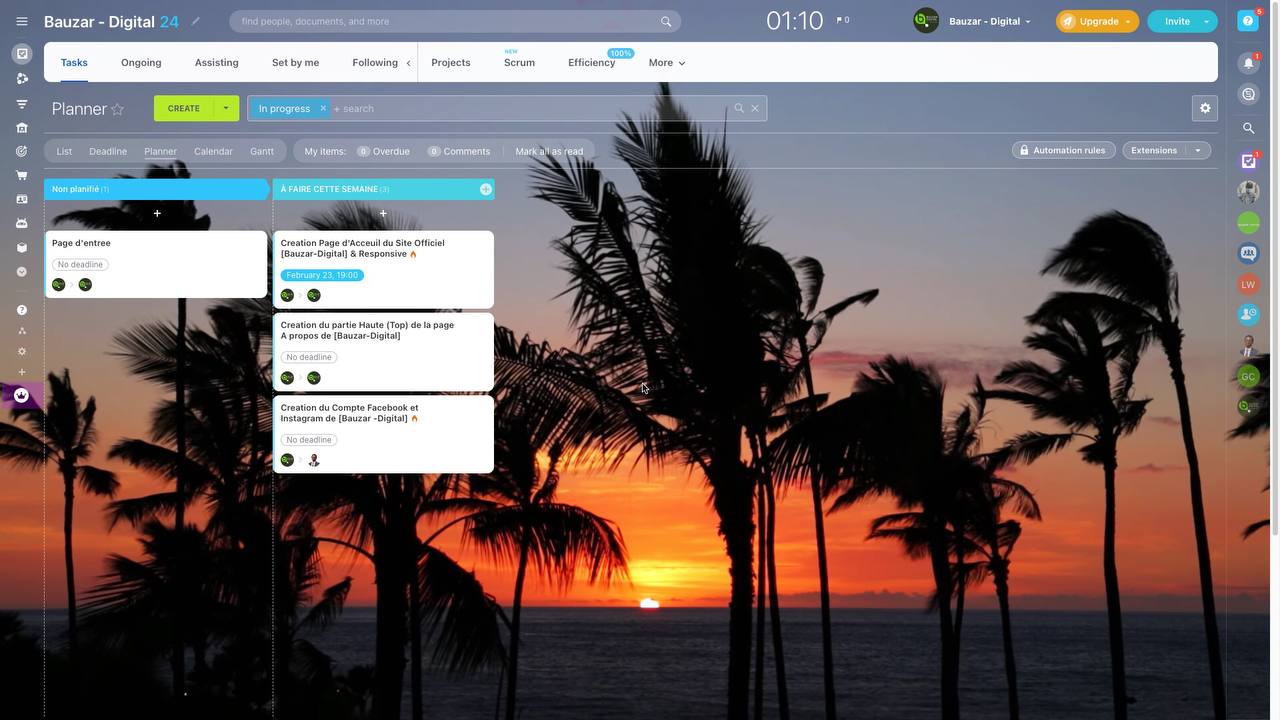 Bauzar - Digital 24
find people, documents, and more
01:10
0
Bauzar - Digital
Upgrade
Invite
5
Tasks
Ongoing
Assisting
Set by me
Following
Projects
NEW
Scrum
100%
Efficiency
More
1
Planner
CREATE
In progress ×
+ search
List
Deadline
Planner
Calendar
Gantt
My items:
0 Overdue
0 Comments
Mark all as read
Automation rules
Extensions
1
Non planifié (1)
À FAIRE CETTE SEMAINE (3)
+
+
Page d'entree
No deadline
Creation Page d'Acceuil du Site Officiel
[Bauzar-Digital] & Responsive
February 23, 19:00
Creation du partie Haute (Top) de la page
A propos de [Bauzar-Digital]
No deadline
Creation du Compte Facebook et
Instagram de [Bauzar -Digital]
No deadline
LW
GC